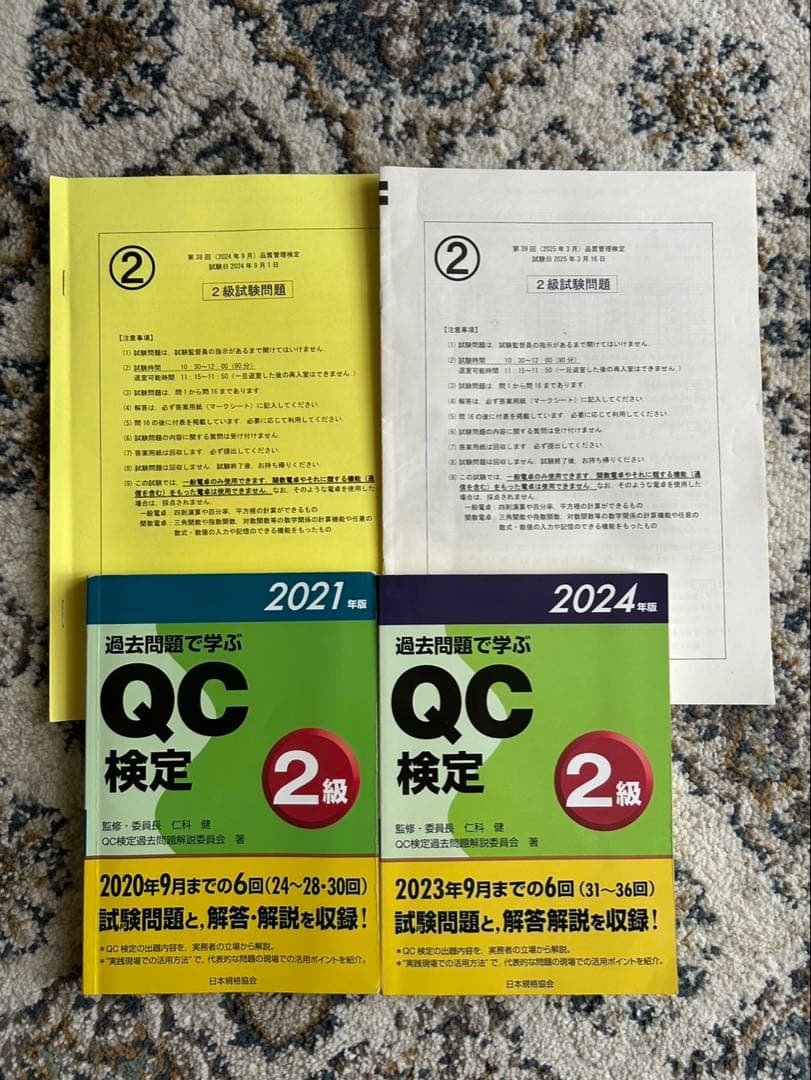 ②
第38回（2024年9月）品質管理検定
試験日2024年9月1日
2級試験問題
【注意事項】
(1) 試験問題は、試験監督員の指示があるまで開けてはいけません.
(2) 試験時間 10：30〜12：00（90分）
退室可能時間 11：15〜11：50（一旦退室した後の再入室はできません.）
(3) 試験問題は、問1から問16まであります.
(4) 解答は、必ず答案用紙（マークシート）に記入してください.
(5) 問16の後に付表を掲載しています. 必要に応じて利用してください.
(6) 試験問題の内容に関する質問は受け付けません.
(7) 答案用紙は回収します. 必ず提出してください.
(8) 試験問題は回収しません. 試験終了後、お持ち帰りください.
(9) この試験では、一般電卓のみ使用できます. 関数電卓やそれに類する機能（通
信を含む）をもった電卓は使用できません. なお、そのような電卓を使用した
場合は、採点されません.
一般電卓：四則演算や百分率、平方根の計算ができるもの
関数電卓：三角関数や指数関数、対数関数等の数学関係の計算機能や任意の
数式・数値の入力や記憶のできる機能をもったもの
②
第39回（2025年3月）品質管理検定
試験日2025年3月16日
2級試験問題
【注意事項】
(1) 試験問題は、試験監督員の指示があるまで開けてはいけません.
(2) 試験時間 10：30〜12：00（90分）
退室可能時間 11：15〜11：50（一旦退室した後の再入室はできません.）
(3) 試験問題は、問1から問16まであります.
(4) 解答は、必ず答案用紙（マークシート）に記入してください.
(5) 問16の後に付表を掲載しています. 必要に応じて利用してください.
(6) 試験問題の内容に関する質問は受け付けません.
(7) 答案用紙は回収します. 必ず提出してください.
(8) 試験問題は回収しません. 試験終了後、お持ち帰りください.
(9) この試験では、一般電卓のみ使用できます. 関数電卓やそれに類する機能（通
信を含む）をもった電卓は使用できません. なお、そのような電卓を使用した
場合は、採点されません.
一般電卓：四則演算や百分率、平方根の計算ができるもの
関数電卓：三角関数や指数関数、対数関数等の数学関係の計算機能や任意の
数式・数値の入力や記憶のできる機能をもったもの
2021年版
過去問題で学ぶ
QC
検定
2級
監修・委員長 仁科 健
QC検定過去問題解説委員会 著
2020年9月までの6回（24〜28・30回）
試験問題と，解答・解説を収録！
*QC検定の出題内容を，実務者の立場から解説。
*“実践現場での活用方法”で，代表的な問題の現場での活用ポイントを紹介。
日本規格協会
2024年版
過去問題で学ぶ
QC
検定
2級
監修・委員長 仁科 健
QC検定過去問題解説委員会 著
2023年9月までの6回（31〜36回）
試験問題と，解答解説を収録！
*QC検定の出題内容を，実務者の立場から解説。
*“実践現場での活用方法”で，代表的な問題の現場での活用ポイントを紹介。
日本規格協会